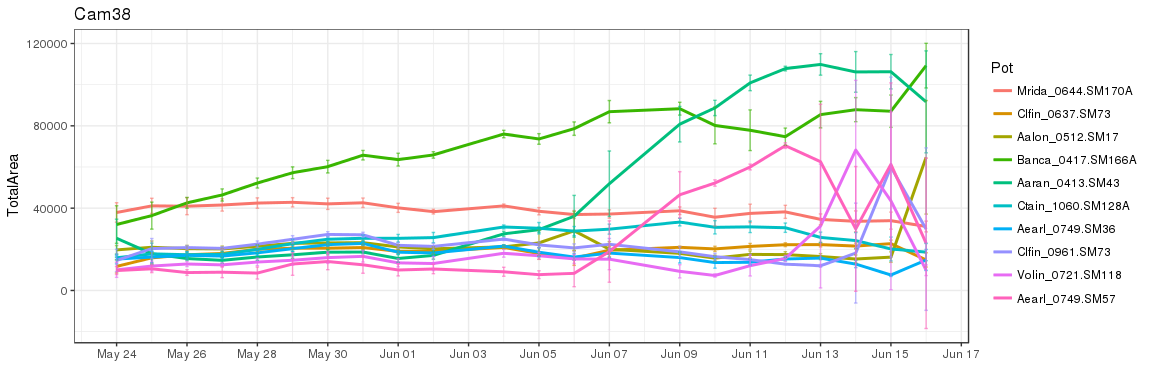 Cam38
TotalArea
120000
80000
40000
0
May 24 May 26 May 28 May 30 Jun 01 Jun 03 Jun 05 Jun 07 Jun 09 Jun 11 Jun 13 Jun 15 Jun 17
Pot
Mrida_0644.SM170A
Clfin_0637.SM73
Aalon_0512.SM17
Banca_0417.SM166A
Aaran_0413.SM43
Ctain_1060.SM128A
Aearl_0749.SM36
Clfin_0961.SM73
Volin_0721.SM118
Aearl_0749.SM57